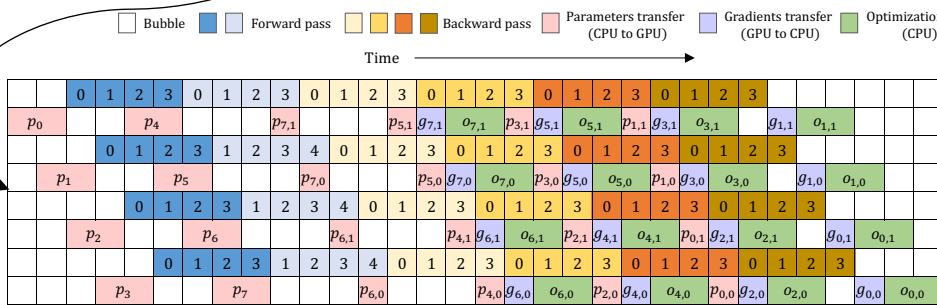 Bubble Forward pass Backward pass Parameters transfer (CPU to GPU) Gradients transfer (GPU to CPU) Optimizatio (CPU)
Time
0 1 2 3 0 1 2 3 0 1 2 3 0 1 2 3 0 1 2 3 0 1 2 3
p0 p4 p7,1 p5,1 g7,1 o7,1 p3,1 g5,1 o5,1 p1,1 g3,1 o3,1 g1,1 o1,1
0 1 2 3 1 2 3 4 0 1 2 3 0 1 2 3 0 1 2 3 0 1 2 3
p1 p5 p7,0 p5,0 g7,0 o7,0 p3,0 g5,0 o5,0 p1,0 g3,0 o3,0 g1,0 o1,0
0 1 2 3 1 2 3 4 0 1 2 3 0 1 2 3 0 1 2 3 0 1 2 3
p2 p6 p6,1 p4,1 g6,1 o6,1 p2,1 g4,1 o4,1 p0,1 g2,1 o2,1 g0,1 o0,1
0 1 2 3 1 2 3 4 0 1 2 3 0 1 2 3 0 1 2 3 0 1 2 3
p3 p7 p6,0 p4,0 g6,0 o6,0 p2,0 g4,0 o4,0 p0,0 g2,0 o2,0 g0,0 o0,0